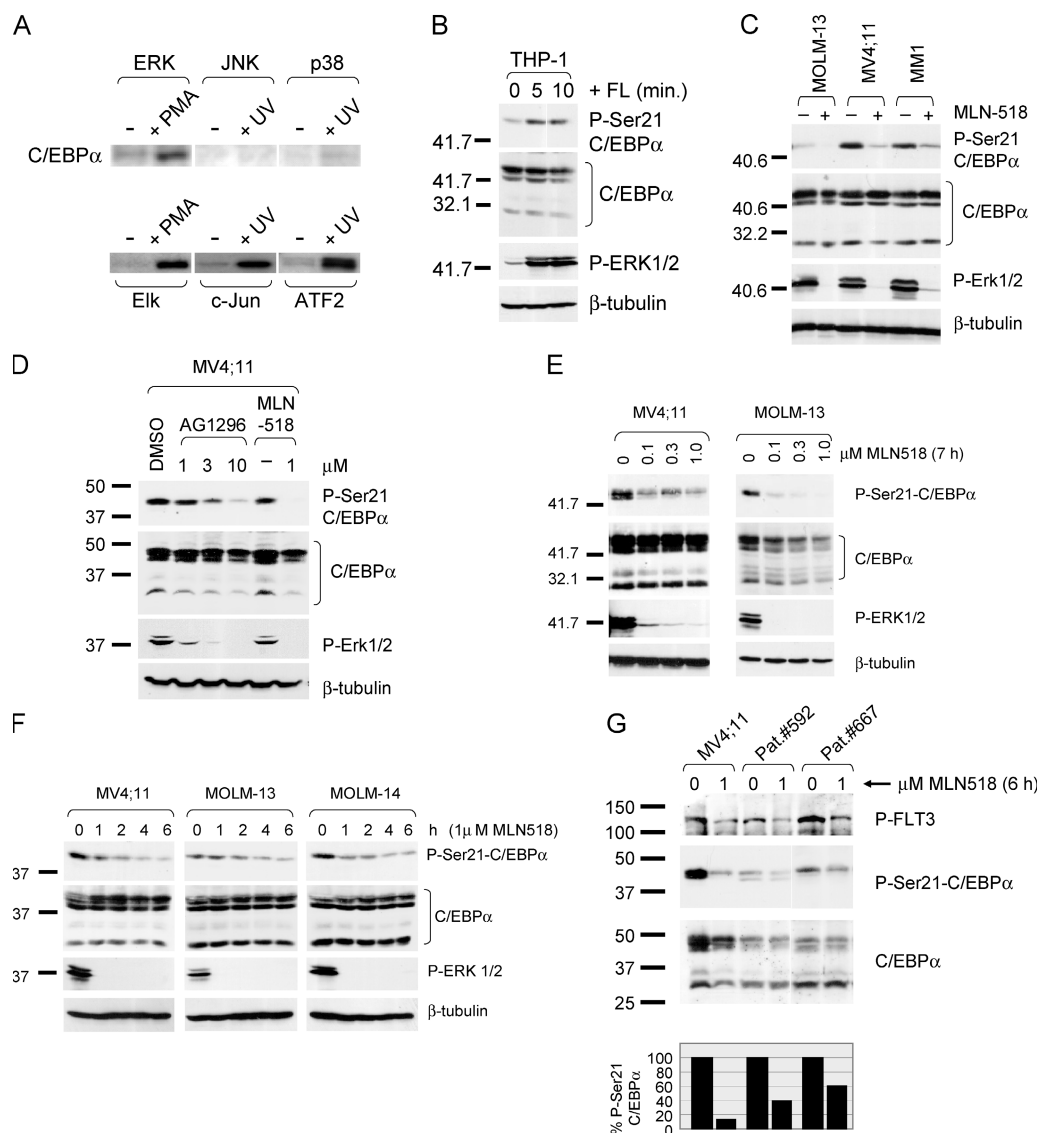 A
ERK JNK p38
- + PMA - + UV - + UV
C/EBPα
- + PMA - + UV - + UV
Elk c-Jun ATF2
B
THP-1
0 5 10 + FL (min.)
P-Ser21
C/EBPα
41.7
41.7
32.1
C/EBPα
41.7
P-ERK1/2
β-tubulin
C
MOLM-13 MV4;11 MM1
MLN-518
– + – + – +
P-Ser21
C/EBPα
40.6
40.6
32.2
C/EBPα
40.6
P-Erk1/2
β-tubulin
D
MV4;11
DMSO AG1296 MLN
-518
1 3 10 – 1 μM
50
37
P-Ser21
C/EBPα
50
37
C/EBPα
37
P-Erk1/2
β-tubulin
E
MV4;11 MOLM-13
0 0.1 0.3 1.0 0 0.1 0.3 1.0 μM MLN518 (7 h)
41.7
P-Ser21-C/EBPα
41.7
32.1
C/EBPα
41.7
P-ERK1/2
β-tubulin
F
MV4;11 MOLM-13 MOLM-14
0 1 2 4 6 0 1 2 4 6 0 1 2 4 6 h (1μM MLN518)
P-Ser21-C/EBPα
37
37
C/EBPα
37
P-ERK 1/2
β-tubulin
G
MV4;11 Pat.#592 Pat.#667
0 1 0 1 0 1 μM MLN518 (6 h)
150
100
P-FLT3
50
37
P-Ser21-C/EBPα
50
37
25
C/EBPα
% P-Ser21
C/EBPα
100
80
60
40
20
0